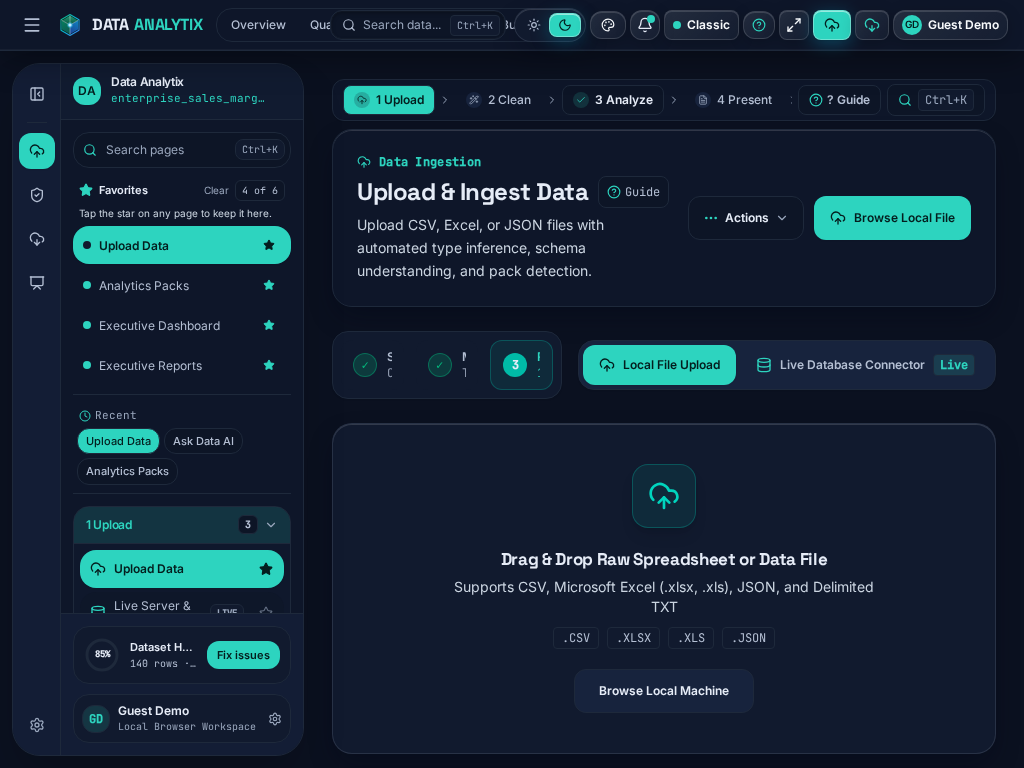 DATA ANALYTIX
Overview
Search data... Ctrl+K
Classic
GD Guest Demo
DA
Data Analytix
enterprise_sales_marg…
Search pages Ctrl+K
Favorites Clear 4 of 6
Tap the star on any page to keep it here.
Upload Data
Analytics Packs
Executive Dashboard
Executive Reports
Recent
Upload Data Ask Data AI
Analytics Packs
1 Upload 3
Upload Data
Live Server &
LIVE
85%
Dataset H…
140 rows ·…
Fix issues
GD
Guest Demo
Local Browser Workspace
1 Upload
2 Clean
3 Analyze
4 Present
? Guide
Ctrl+K
Data Ingestion
Upload & Ingest Data
Guide
Upload CSV, Excel, or JSON files with
automated type inference, schema
understanding, and pack detection.
Actions
Browse Local File
3
Local File Upload
Live Database Connector Live
Drag & Drop Raw Spreadsheet or Data File
Supports CSV, Microsoft Excel (.xlsx, .xls), JSON, and Delimited
TXT
.CSV .XLSX .XLS .JSON
Browse Local Machine